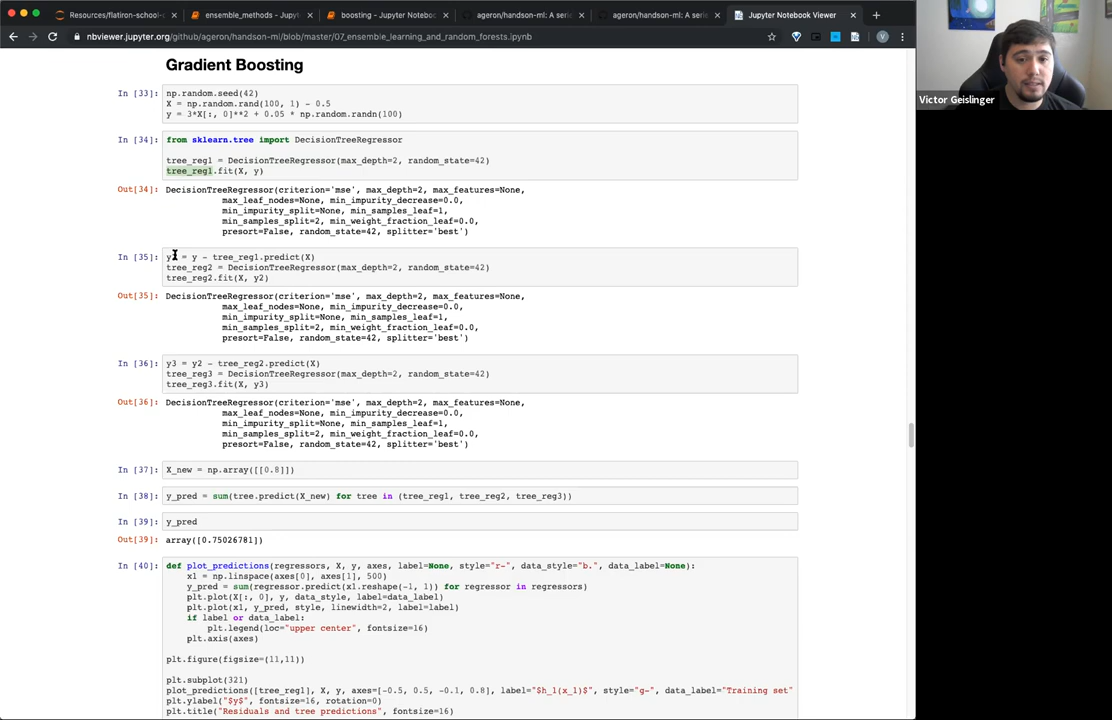 Resources/flatiron-school-
ensemble_methods - Jupyt
boosting - Jupyter Notebook
ageron/handson-ml: A serie
ageron/handson-ml: A serie
Jupyter Notebook Viewer
nbviewer.jupyter.org/github/ageron/handson-ml/blob/master/07_ensemble_learning_and_random_forests.ipynb
V
Victor Geislinger
Gradient Boosting
In [33]: np.random.seed(42)
X = np.random.rand(100, 1) - 0.5
y = 3*X[:, 0]**2 + 0.05 * np.random.randn(100)
In [34]: from sklearn.tree import DecisionTreeRegressor
tree_reg1 = DecisionTreeRegressor(max_depth=2, random_state=42)
tree_reg1.fit(X, y)
Out[34]: DecisionTreeRegressor(criterion='mse', max_depth=2, max_features=None,
max_leaf_nodes=None, min_impurity_decrease=0.0,
min_impurity_split=None, min_samples_leaf=1,
min_samples_split=2, min_weight_fraction_leaf=0.0,
presort=False, random_state=42, splitter='best')
In [35]: y = y - tree_reg1.predict(X)
tree_reg2 = DecisionTreeRegressor(max_depth=2, random_state=42)
tree_reg2.fit(X, y2)
Out[35]: DecisionTreeRegressor(criterion='mse', max_depth=2, max_features=None,
max_leaf_nodes=None, min_impurity_decrease=0.0,
min_impurity_split=None, min_samples_leaf=1,
min_samples_split=2, min_weight_fraction_leaf=0.0,
presort=False, random_state=42, splitter='best')
In [36]: y3 = y2 - tree_reg2.predict(X)
tree_reg3 = DecisionTreeRegressor(max_depth=2, random_state=42)
tree_reg3.fit(X, y3)
Out[36]: DecisionTreeRegressor(criterion='mse', max_depth=2, max_features=None,
max_leaf_nodes=None, min_impurity_decrease=0.0,
min_impurity_split=None, min_samples_leaf=1,
min_samples_split=2, min_weight_fraction_leaf=0.0,
presort=False, random_state=42, splitter='best')
In [37]: X_new = np.array([[0.8]])
In [38]: y_pred = sum(tree.predict(X_new) for tree in (tree_reg1, tree_reg2, tree_reg3))
In [39]: y_pred
Out[39]: array([0.75026781])
In [40]: def plot_predictions(regressors, X, y, axes, label=None, style="r-", data_style="b.", data_label=None):
x1 = np.linspace(axes[0], axes[1], 500)
y_pred = sum(regressor.predict(x1.reshape(-1, 1)) for regressor in regressors)
plt.plot(X[:, 0], y, data_style, label=data_label)
plt.plot(x1, y_pred, style, linewidth=2, label=label)
if label or data_label:
plt.legend(loc="upper center", fontsize=16)
plt.axis(axes)
plt.figure(figsize=(11,11))
plt.subplot(321)
plot_predictions([tree_reg1], X, y, axes=[-0.5, 0.5, -0.1, 0.8], label="$h_1(x_1)$", style="g-", data_label="Training set"
plt.ylabel("$y$", fontsize=16, rotation=0)
plt.title("Residuals and tree predictions", fontsize=16)